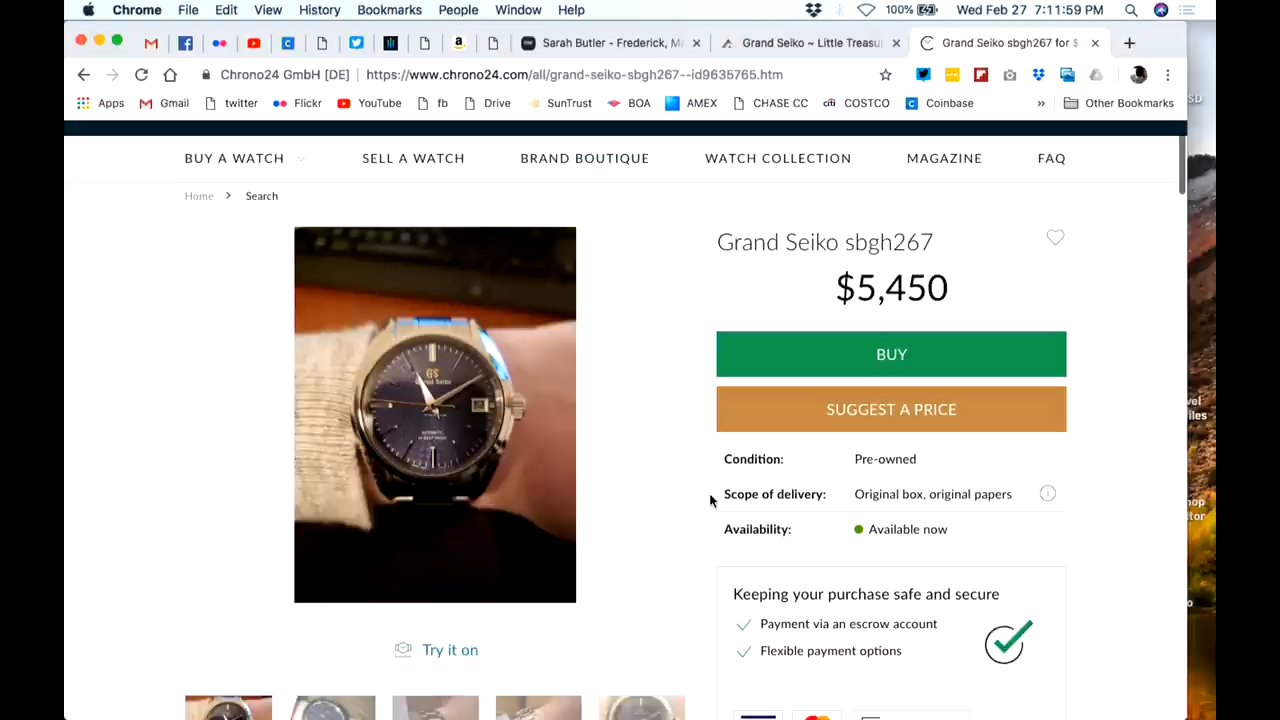 Chrome File Edit View History Bookmarks People Window Help 100% Wed Feb 27 7:11:59 PM
Sarah Butler - Frederick, M Grand Seiko ~ Little Treasu Grand Seiko sbgh267 for $
Chrono24 GmbH [DE] https://www.chrono24.com/all/grand-seiko-sbgh267--id9635765.htm
Apps Gmail twitter Flickr YouTube fb Drive SunTrust BOA AMEX CHASE CC citi COSTCO Coinbase » Other Bookmarks
BUY A WATCH SELL A WATCH BRAND BOUTIQUE WATCH COLLECTION MAGAZINE FAQ
Home > Search
Grand Seiko sbgh267
$5,450
BUY
SUGGEST A PRICE
GS
Grand Seiko
AUTOMATIC
Condition: Pre-owned
Scope of delivery: Original box, original papers
Availability: Available now
Keeping your purchase safe and secure
Payment via an escrow account
Flexible payment options
Try it on